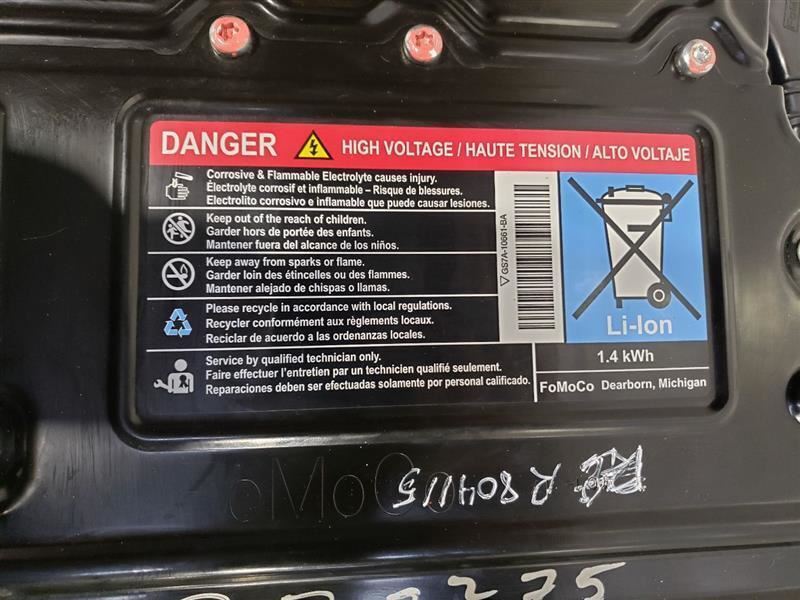 DANGER HIGH VOLTAGE / HAUTE TENSION / ALTO VOLTAJE
Corrosive & Flammable Electrolyte causes injury.
Électrolyte corrosif et inflammable – Risque de blessures.
Electrolito corrosivo e inflamable que puede causar lesiones.
Keep out of the reach of children.
Garder hors de portée des enfants.
Mantener fuera del alcance de los niños.
Keep away from sparks or flame.
Garder loin des étincelles ou des flammes.
Mantener alejado de chispas o llamas.
Please recycle in accordance with local regulations.
Recycler conformément aux règlements locaux.
Reciclar de acuerdo a las ordenanzas locales.
Service by qualified technician only.
Faire effectuer l'entretien par un technicien qualifié seulement.
Reparaciones deben ser efectuadas solamente por personal calificado.
GS7A-10661-BA
Li-Ion
1.4 kWh
FoMoCo Dearborn, Michigan
R 804115
FoMoCo